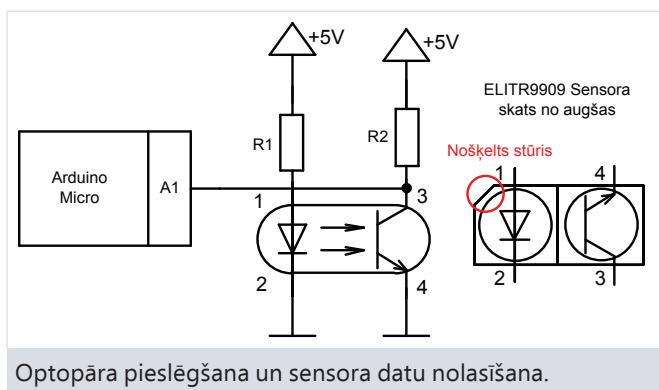 +5V
+5V
R1
R2
Arduino
Micro
A1
1
2
3
4
ELITR9909 Sensora
skats no augšas
Nošķelts stūris
1
4
2
3
Optopāra pieslēgšana un sensora datu nolasīšana.